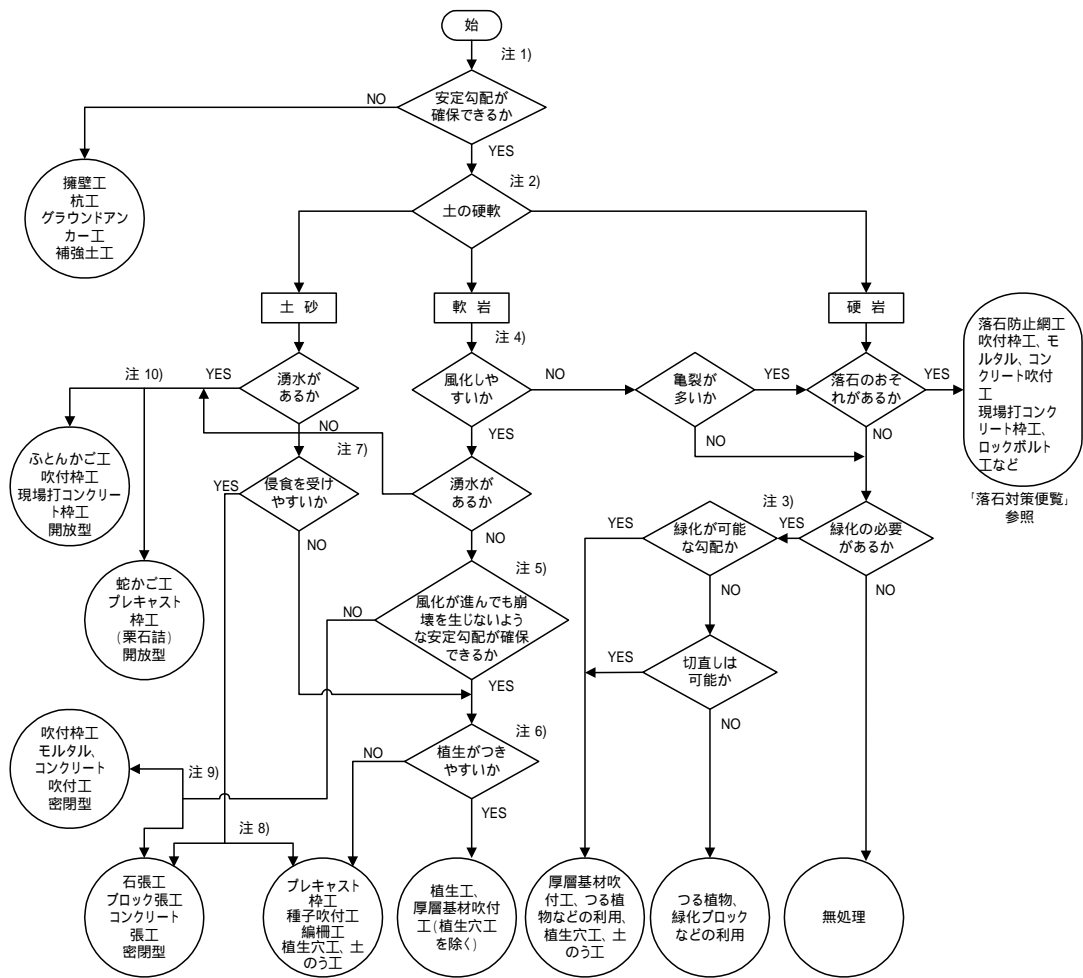 始
注 1)
安定勾配が
確保できるか
NO
YES
擁壁工
杭工
グラウンドアン
カー工
補強土工
注 2)
土の硬軟
土 砂
軟 岩
硬 岩
注 4)
注 10)
YES
湧水が
あるか
NO
風化しや
すいか
NO
YES
亀裂が
多いか
YES
NO
落石のおそ
れがあるか
YES
NO
落石防止網工
吹付枠工、モ
ルタル、コン
クリート吹付
工
現場打コンク
リート枠工、
ロックボルト
工など
「落石対策便覧」
参照
ふとんかご工
吹付枠工
現場打コンクリー
ト枠工
開放型
注 7)
YES
侵食を受け
やすいか
NO
湧水が
あるか
NO
注 3)
YES
緑化が可能
な勾配か
YES
緑化の必要
があるか
NO
NO
蛇かご工
プレキャスト
枠工
(栗石詰)
開放型
注 5)
NO
風化が進んでも崩
壊を生じないよう
な安定勾配が確保
できるか
YES
YES
切直しは
可能か
NO
吹付枠工
モルタル、
コンクリート
吹付工
密閉型
注 9)
注 6)
NO
植生がつき
やすいか
YES
注 8)
石張工
ブロック張工
コンクリート
張工
密閉型
プレキャスト
枠工
種子吹付工
編柵工
植生穴工、土
のう工
植生工、
厚層基材吹付
工(植生穴工
を除く)
厚層基材吹
付工、つる植
物などの利用、
植生穴工、土
のう工
つる植物、
緑化ブロック
などの利用
無処理